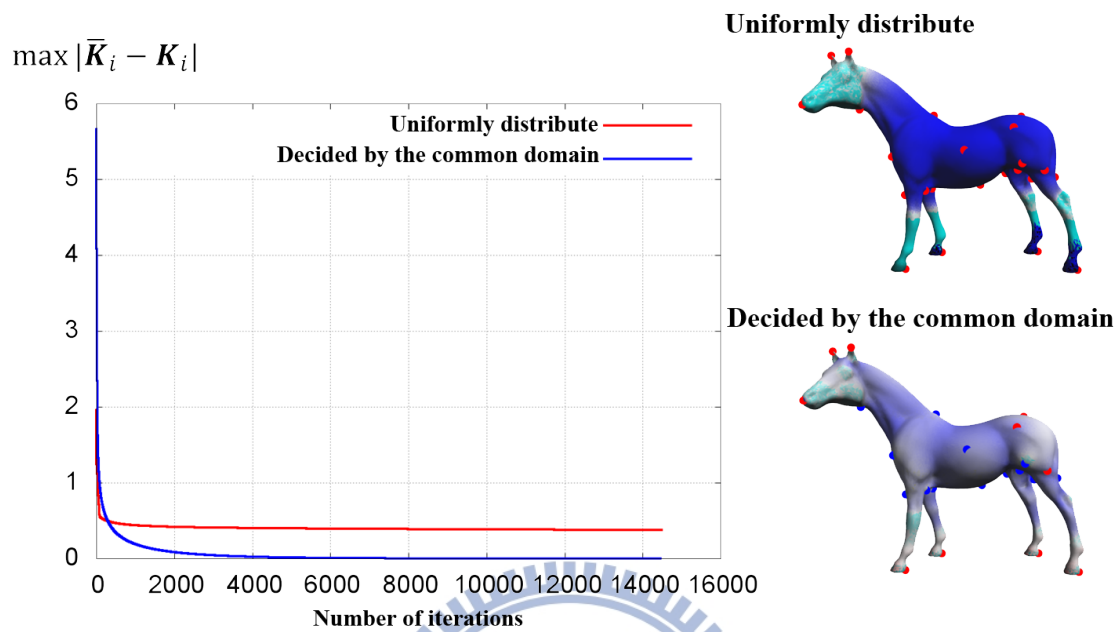 Uniformly distribute
max |K̄ᵢ − Kᵢ|
6
Uniformly distribute
Decided by the common domain
5
4
3
Decided by the common domain
2
1
0
0 2000 4000 6000 8000 10000 12000 14000 16000
Number of iterations